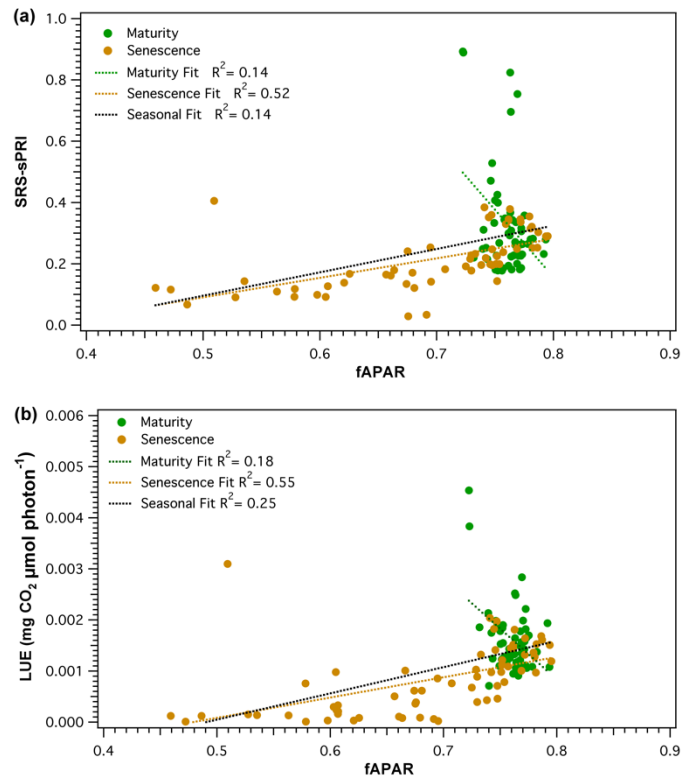 (a)
1.0
0.8
0.6
0.4
0.2
0.0
SRS-sPRI
Maturity
Senescence
Maturity Fit R²= 0.14
Senescence Fit R²= 0.52
Seasonal Fit R²= 0.14
0.4 0.5 0.6 0.7 0.8 0.9
fAPAR
(b)
0.006
0.005
0.004
0.003
0.002
0.001
0.000
LUE (mg CO₂ μmol photon⁻¹)
Maturity
Senescence
Maturity Fit R²= 0.18
Senescence Fit R²= 0.55
Seasonal Fit R²= 0.25
0.4 0.5 0.6 0.7 0.8 0.9
fAPAR